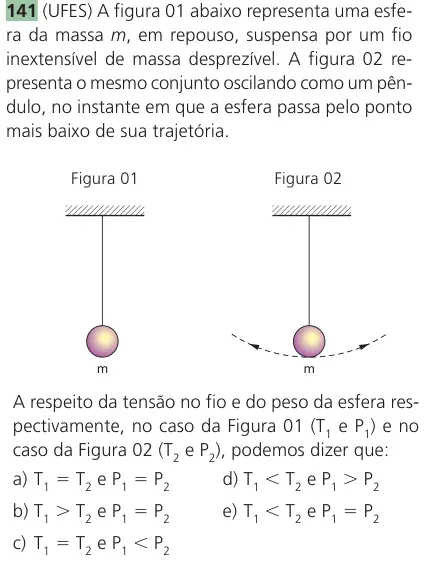 141 (UFES) A figura 01 abaixo representa uma esfe-
ra da massa m, em repouso, suspensa por um fio
inextensível de massa desprezível. A figura 02 re-
presenta o mesmo conjunto oscilando como um pên-
dulo, no instante em que a esfera passa pelo ponto
mais baixo de sua trajetória.
Figura 01
Figura 02
m
m
A respeito da tensão no fio e do peso da esfera res-
pectivamente, no caso da Figura 01 (T₁ e P₁) e no
caso da Figura 02 (T₂ e P₂), podemos dizer que:
a) T₁ = T₂ e P₁ = P₂
b) T₁ > T₂ e P₁ = P₂
c) T₁ = T₂ e P₁ < P₂
d) T₁ < T₂ e P₁ > P₂
e) T₁ < T₂ e P₁ = P₂